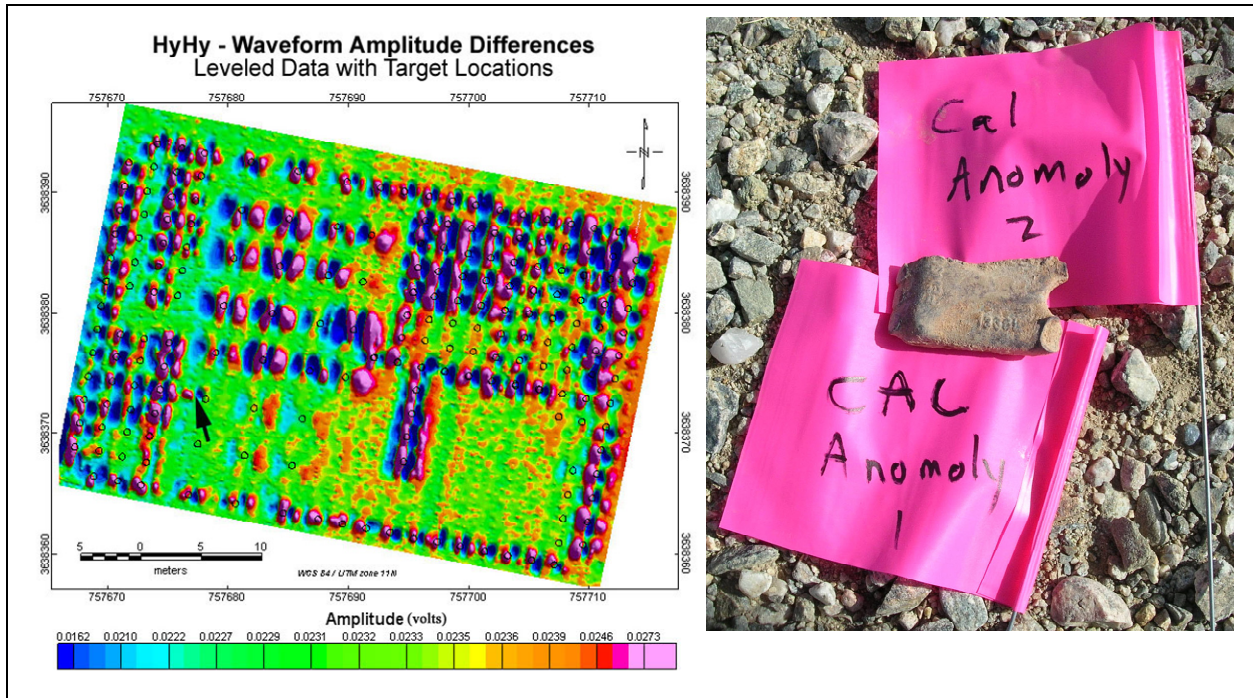 HyHy - Waveform Amplitude Differences
Leveled Data with Target Locations
757670 757680 757690 757700 757710
3638390 3638390
N
3638380 3638380
3638370 3638370
3638360 3638360
5 0 5 10
meters
WGS 84 / UTM zone 11N
757670 757680 757690 757700 757710
Amplitude (volts)
0.0162 0.0210 0.0222 0.0227 0.0229 0.0231 0.0232 0.0233 0.0235 0.0236 0.0239 0.0246 0.0273
Cal
Anomoly
2
CAC
Anomoly
1